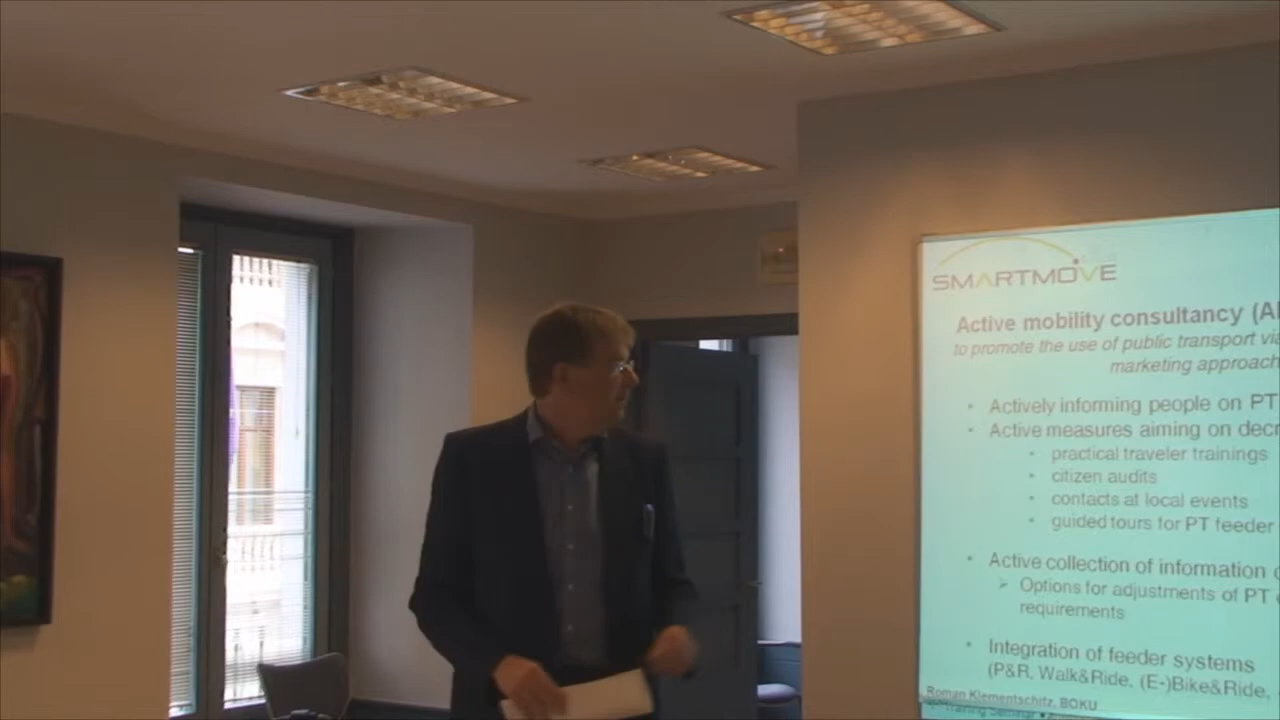 SMARTMOVE
Active mobility consultancy
to promote the use of public transport via
marketing approach
• Actively informing people on PT
• Active measures aiming on
• practical traveler trainings
• citizen audits
• contacts at local events
• guided tours for PT feeder
• Active collection of information
➢ Options for adjustments of PT
requirements
• Integration of feeder systems
(P&R, Walk&Ride, (E-)Bike&Ride,
Roman Klementschitz, BOKU
Training Seminar